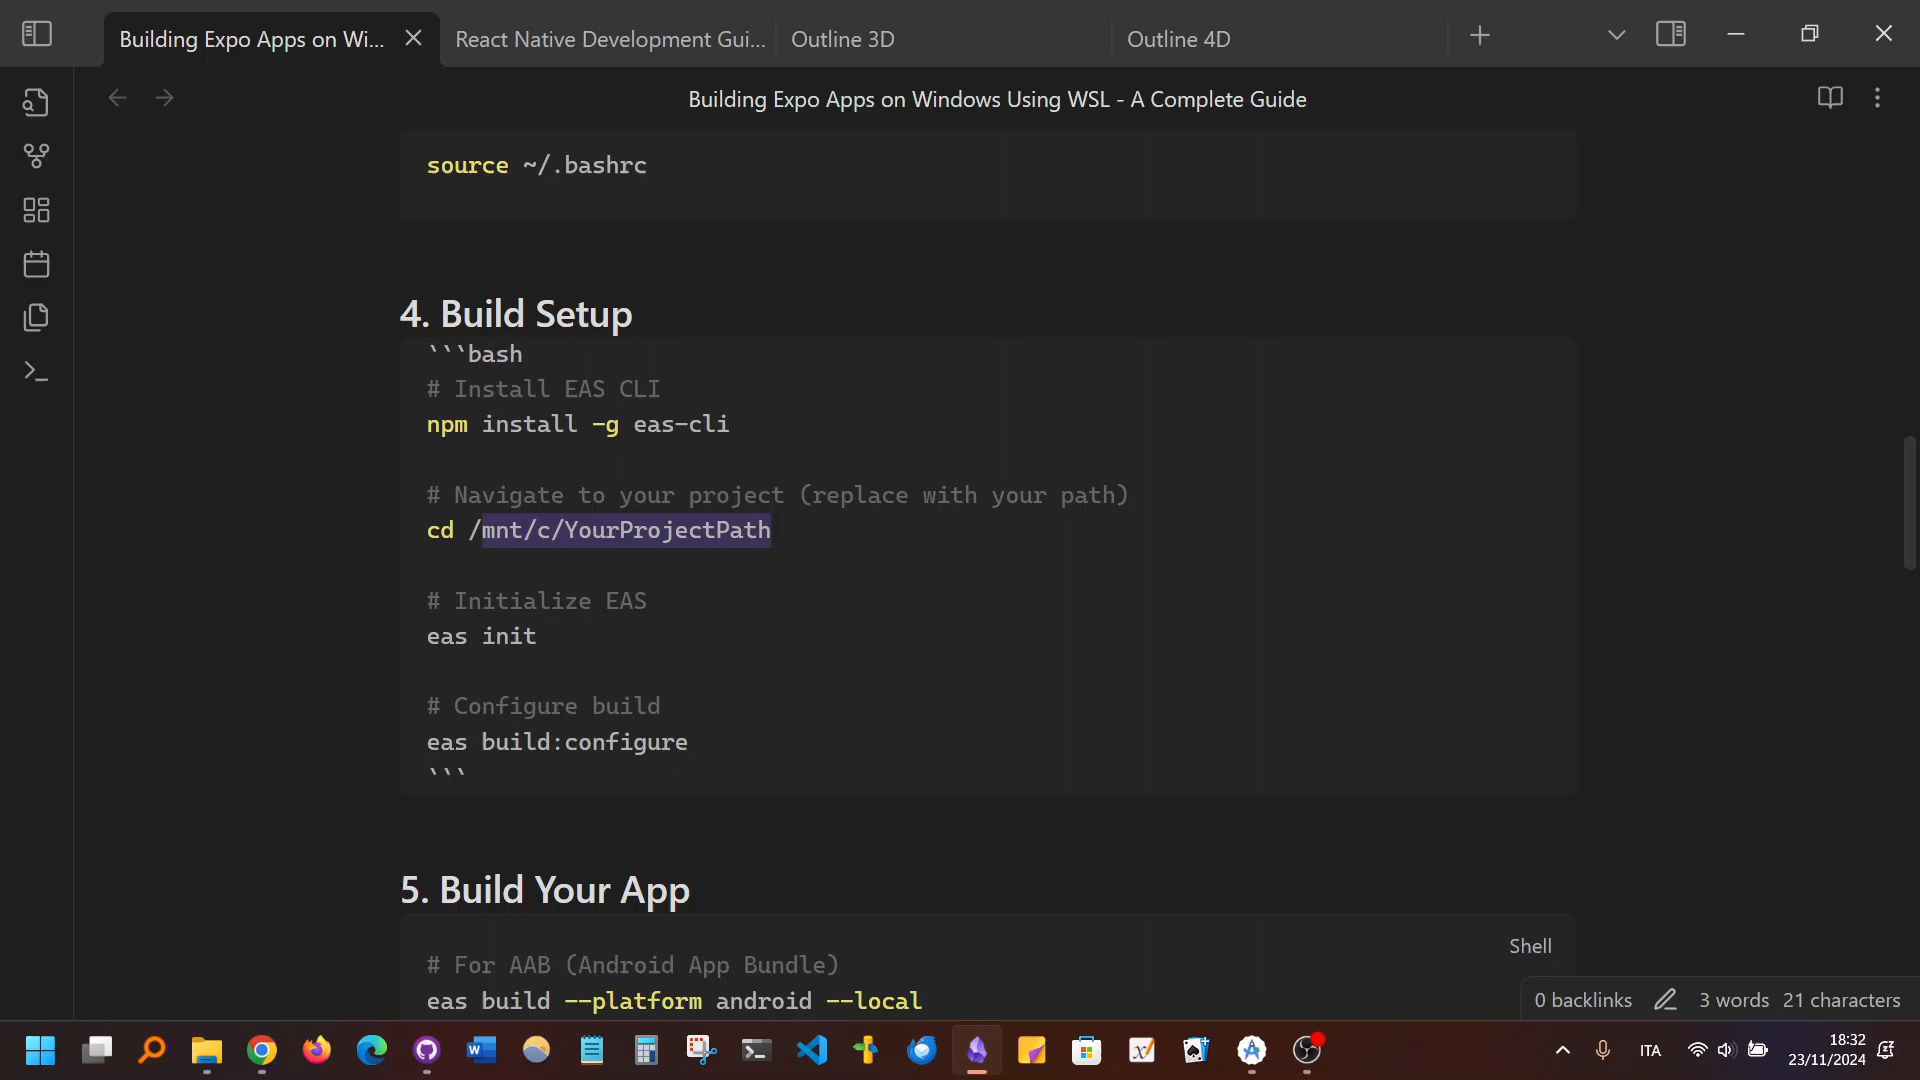 Building Expo Apps on Wi...
React Native Development Gui...
Outline 3D
Outline 4D
Building Expo Apps on Windows Using WSL - A Complete Guide
source ~/.bashrc
4. Build Setup
```bash
# Install EAS CLI
npm install -g eas-cli
# Navigate to your project (replace with your path)
cd /mnt/c/YourProjectPath
# Initialize EAS
eas init
# Configure build
eas build:configure
```
5. Build Your App
Shell
# For AAB (Android App Bundle)
eas build --platform android --local
0 backlinks
3 words
21 characters
ITA
18:32
23/11/2024